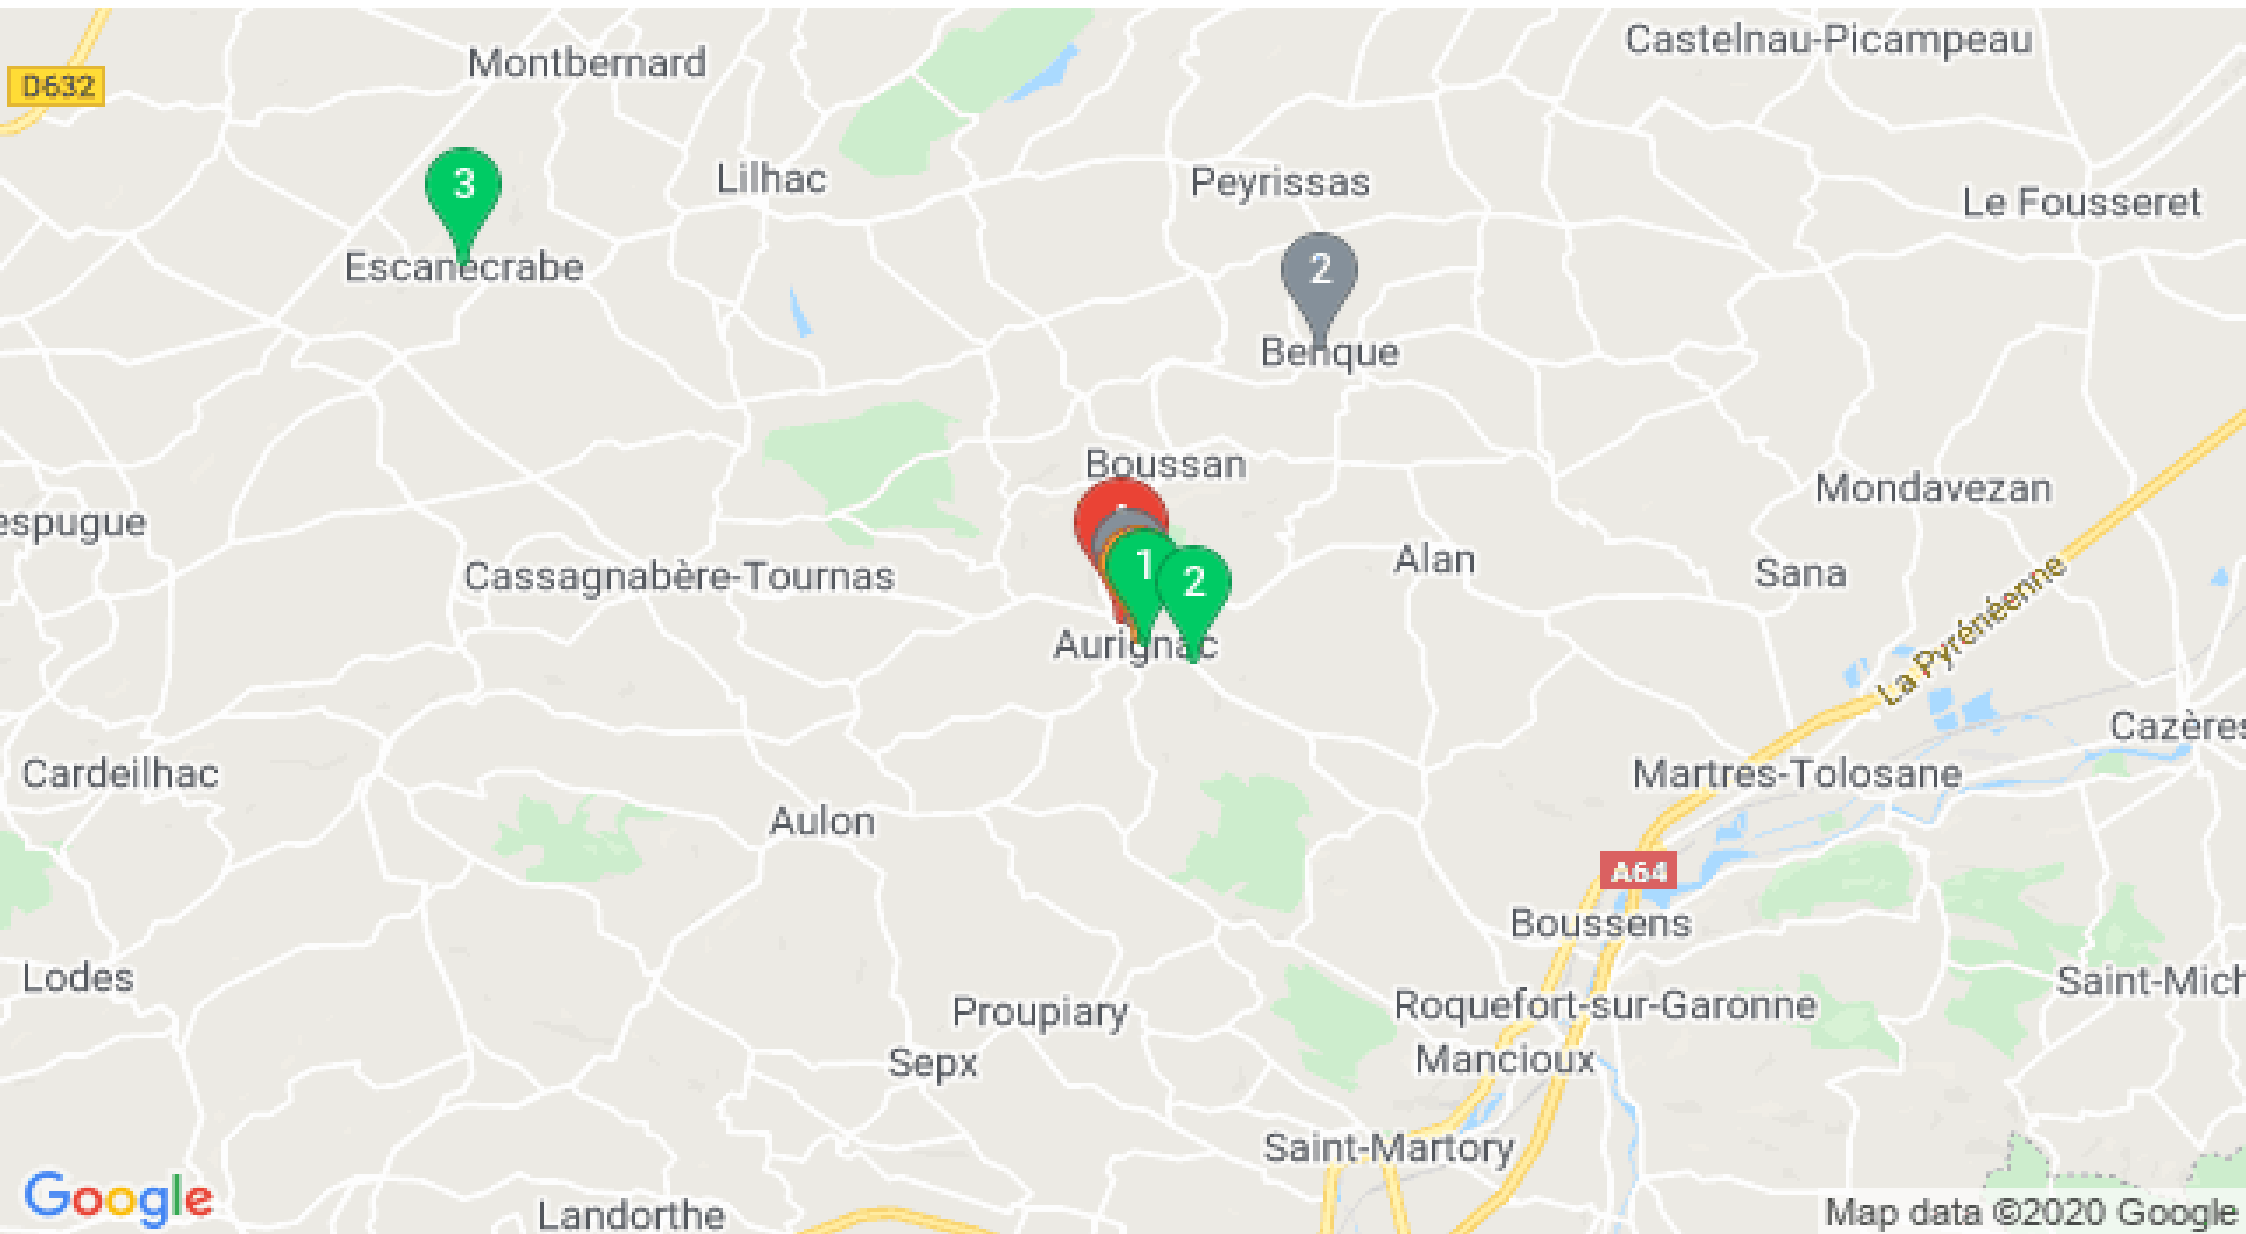 Castelnau-Picampeau
Montbernard
D632
Lilhac
Peyrissas
3
Le Fousseret
Escanecrabe
2
Benque
Boussan
Mondavezan
espugue
Alan
1
Cassagnabère-Tournas
2
Sana
Aurignac
La Pyrénéenne
Cazères
Cardeilhac
Martres-Tolosane
Aulon
A64
Boussens
Lodes
Saint-Mich
Proupiary
Roquefort-sur-Garonne
Sepx
Mancioux
Saint-Martory
Google
Landorthe
Map data ©2020 Google